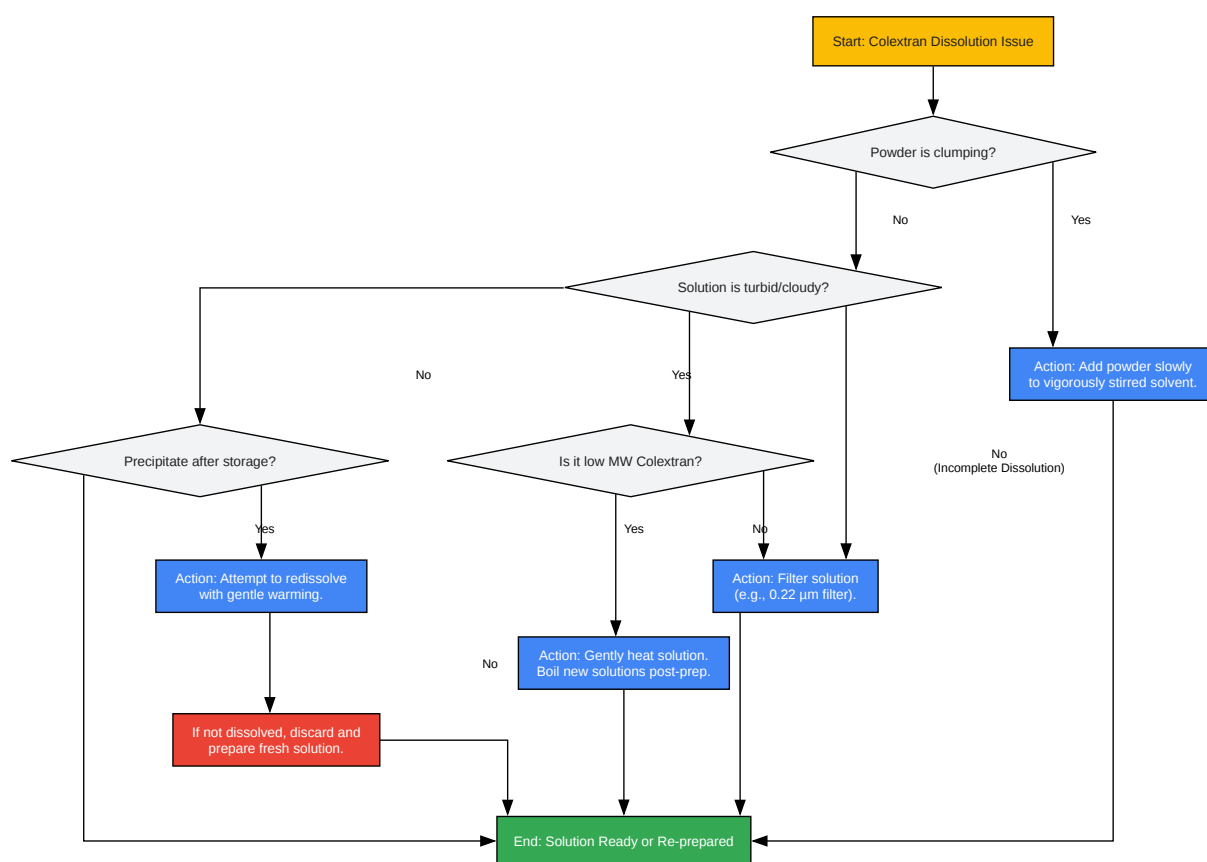 Start: Colextran Dissolution Issue
Powder is clumping?
No
Yes
Solution is turbid/cloudy?
Action: Add powder slowly
to vigorously stirred solvent.
No
Yes
Precipitate after storage?
Is it low MW Colextran?
No
(Incomplete Dissolution)
Yes
Yes
No
Action: Attempt to redissolve
with gentle warming.
Action: Filter solution
(e.g., 0.22 µm filter).
Action: Gently heat solution.
Boil new solutions post-prep.
No
If not dissolved, discard and
prepare fresh solution.
End: Solution Ready or Re-prepared